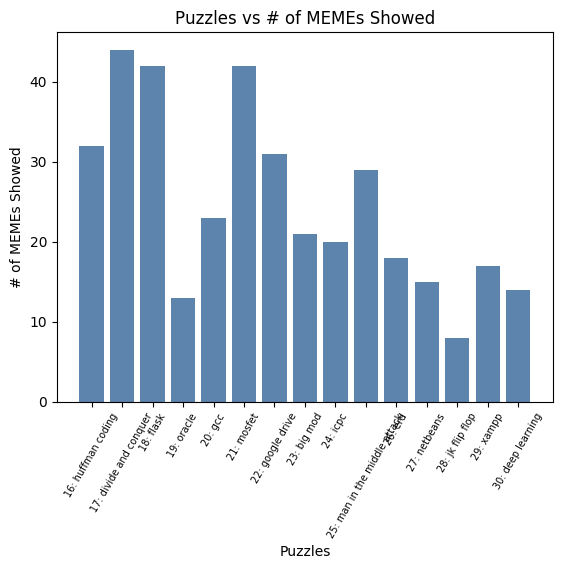 Puzzles vs # of MEMEs Showed
# of MEMEs Showed
40
30
20
10
0
16: huffman coding
17: divide and conquer
18: flask
19: oracle
20: gcc
21: mosfet
22: google drive
23: big mod
24: icpc
25: man in the middle attack
26: erd
27: netbeans
28: jk flip flop
29: xampp
30: deep learning
Puzzles